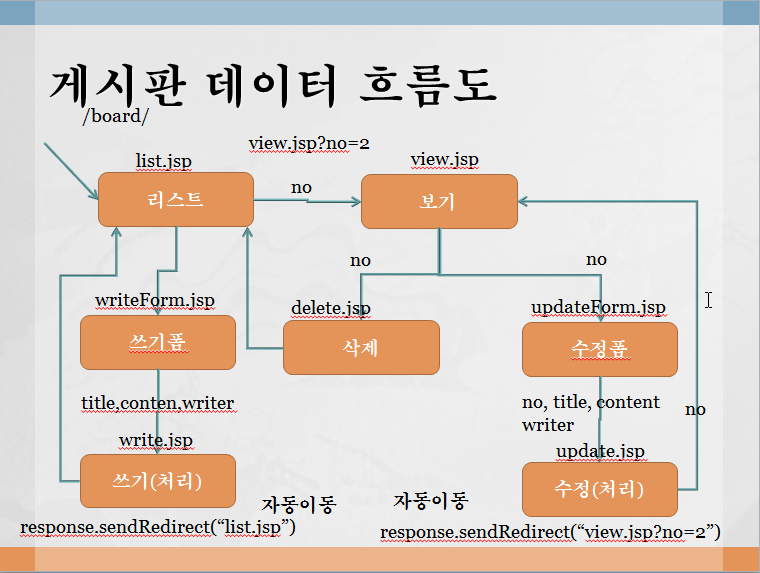 게시판 데이터 흐름도
/board/
view.jsp?no=2
list.jsp
view.jsp
리스트
no
보기
no
no
writeForm.jsp
delete.jsp
updateForm.jsp
쓰기폼
삭제
수정폼
title,conten,writer
no, title, content
writer
no
write.jsp
update.jsp
쓰기(처리)
수정(처리)
자동이동
자동이동
response.sendRedirect(“list.jsp”)
response.sendRedirect(“view.jsp?no=2”)